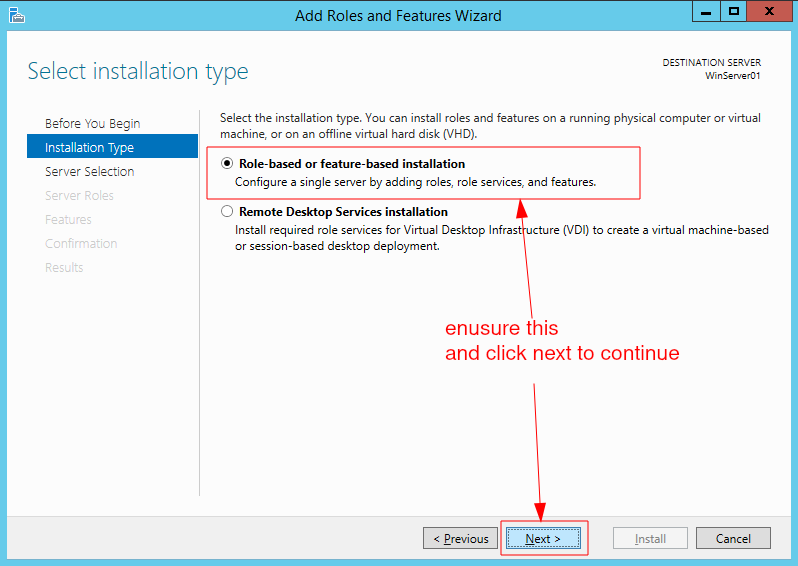 Add Roles and Features Wizard
Select installation type
DESTINATION SERVER
WinServer01
Before You Begin
Installation Type
Server Selection
Server Roles
Features
Confirmation
Results
Select the installation type. You can install roles and features on a running physical computer or virtual
machine, or on an offline virtual hard disk (VHD).
Role-based or feature-based installation
Configure a single server by adding roles, role services, and features.
Remote Desktop Services installation
Install required role services for Virtual Desktop Infrastructure (VDI) to create a virtual machine-based
or session-based desktop deployment.
enusure this
and click next to continue
< Previous
Next >
Install
Cancel